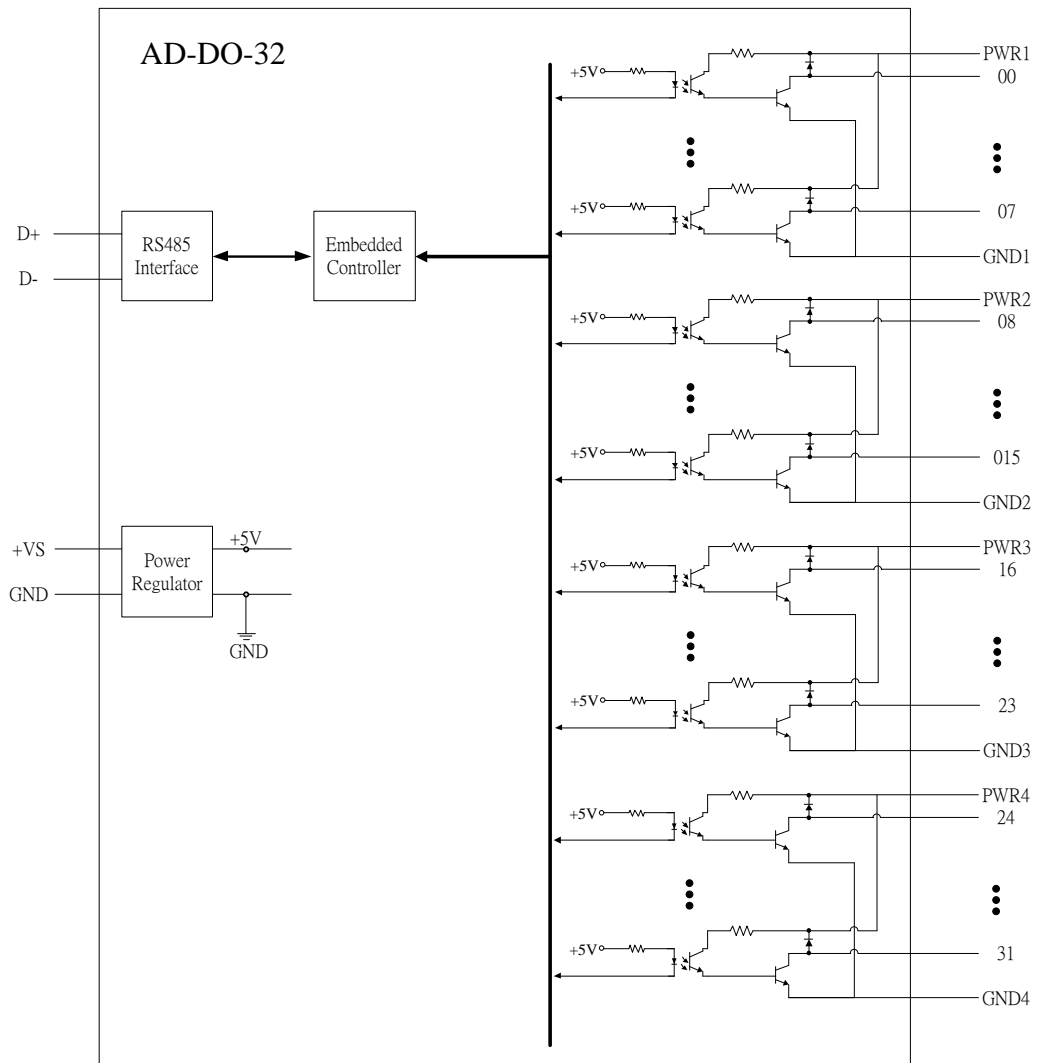 AD-DO-32
PWR1
+5V
00
+5V
07
D+
RS485
Interface
Embedded
Controller
D-
GND1
PWR2
+5V
08
+5V
015
GND2
+VS
Power
Regulator
+5V
GND
GND
PWR3
+5V
16
+5V
23
GND3
PWR4
+5V
24
+5V
31
GND4